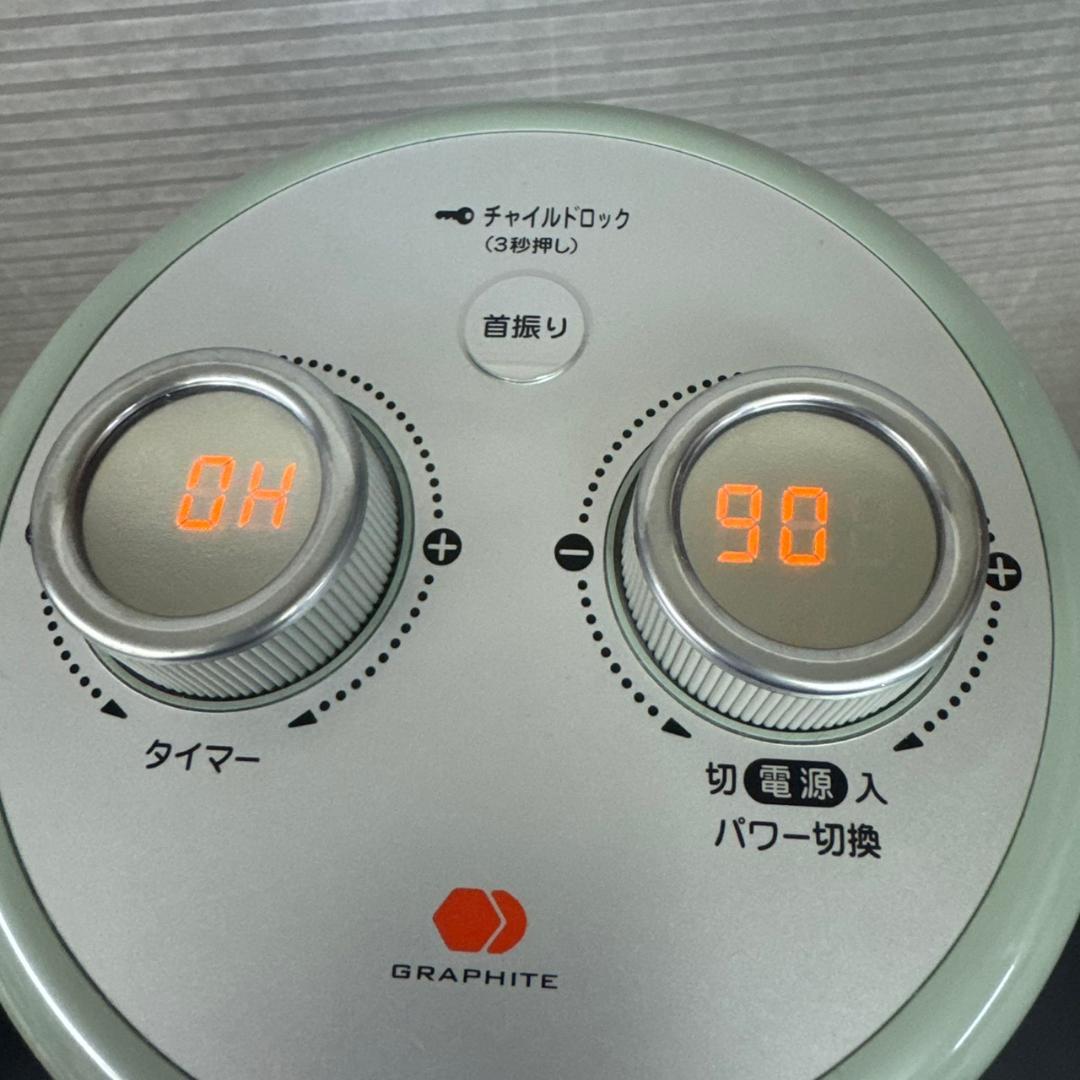 チャイルドロック
(3秒押し)
首振り
0H
90
+
−
+
タイマー
切 電源 入
パワー切換
GRAPHITE